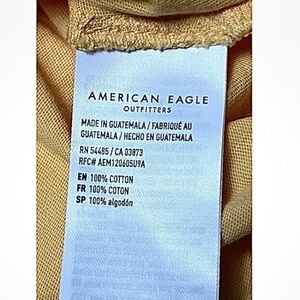 AMERICAN EAGLE
OUTFITTERS
MADE IN GUATEMALA / FABRIQUÉ AU
GUATEMALA / HECHO EN GUATEMALA
RN 54485 / CA 03873
RFC# AEM120605U9A
EN 100% COTTON
FR 100% COTON
SP 100% algodón